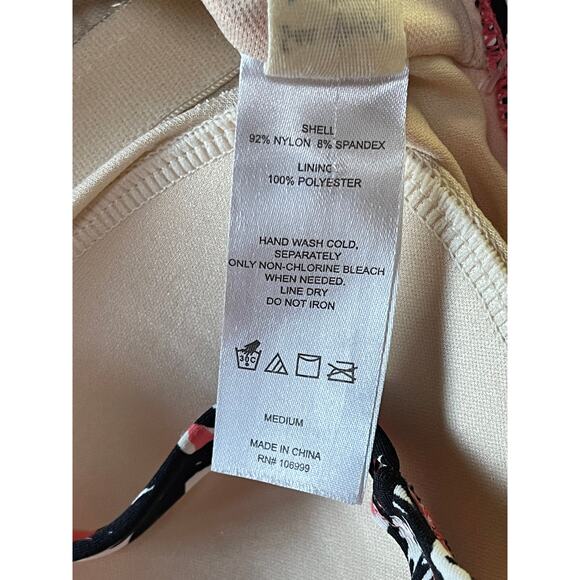 SHELL
92% NYLON 8% SPANDEX
LINING
100% POLYESTER
HAND WASH COLD,
SEPARATELY
ONLY NON-CHLORINE BLEACH
WHEN NEEDED.
LINE DRY
DO NOT IRON
30C
MEDIUM
MADE IN CHINA
RN# 106999